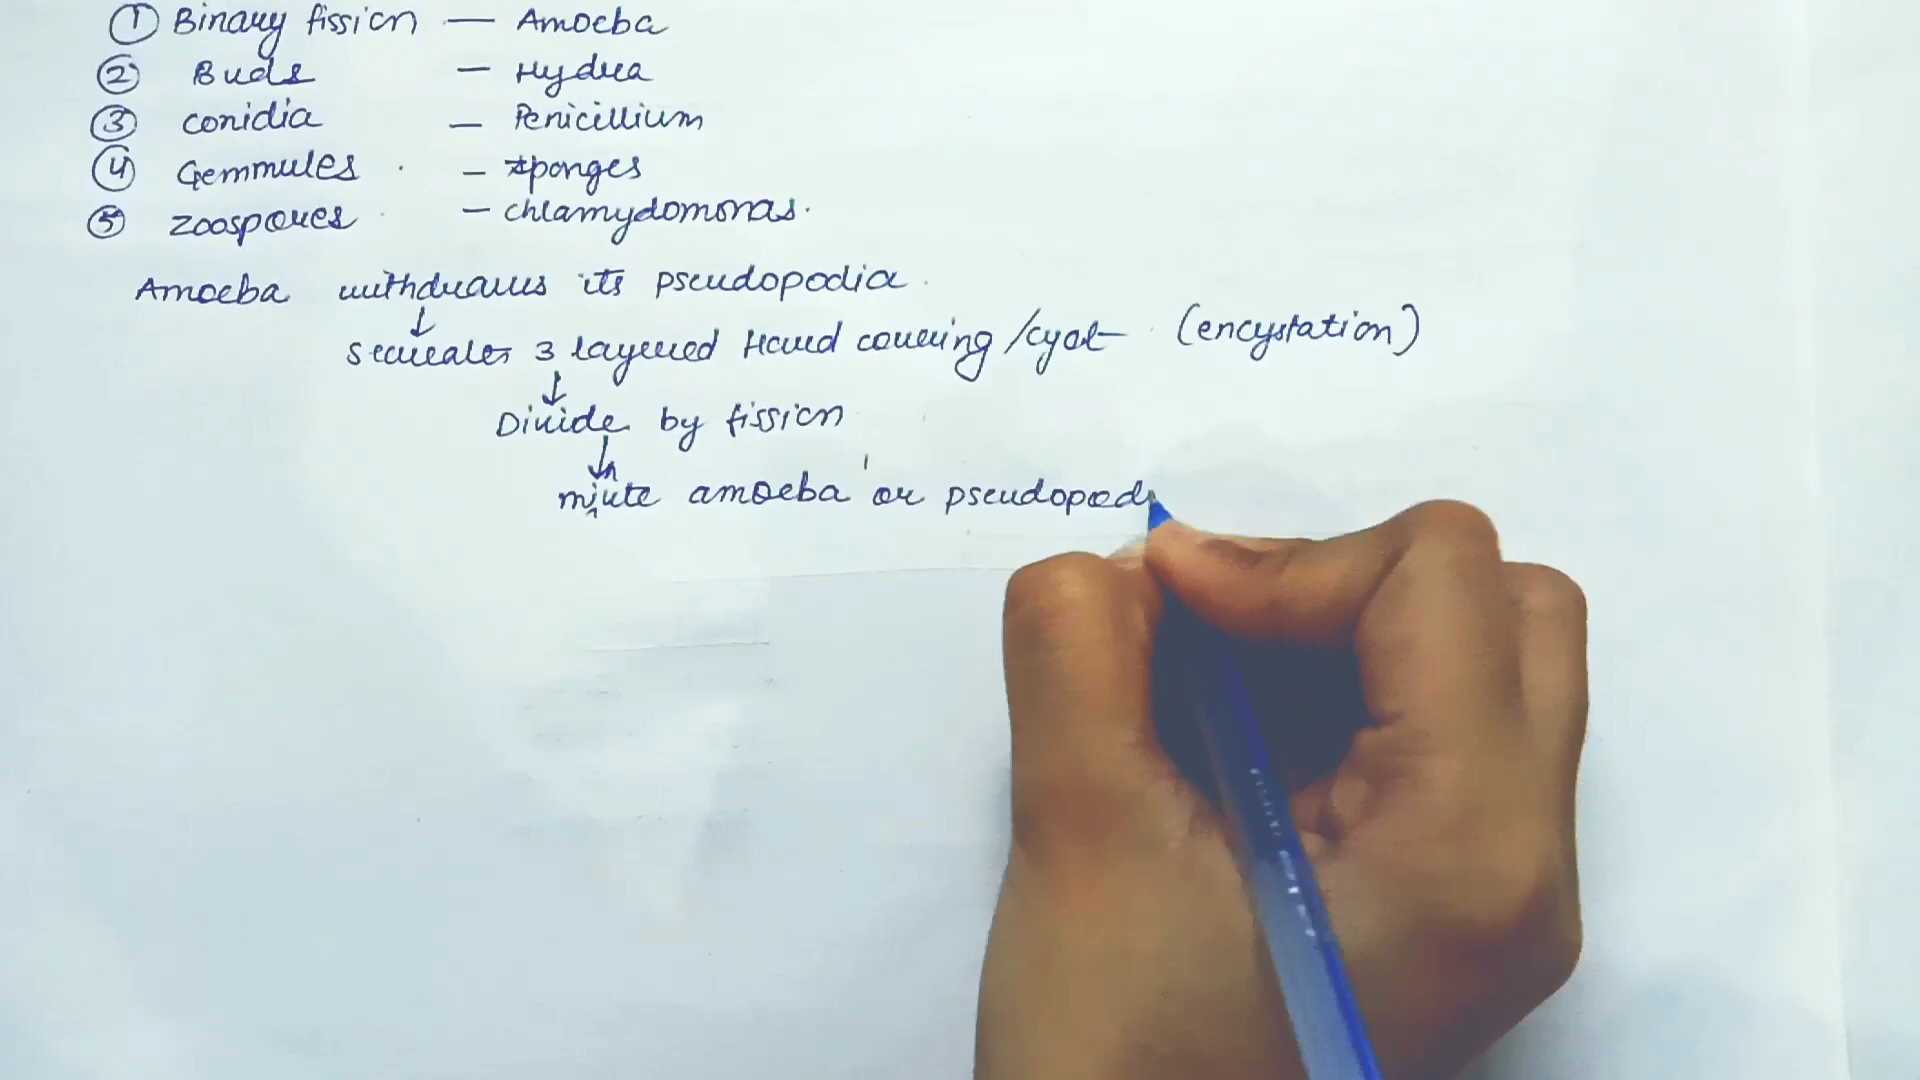 ① Binary fission — Amoeba
② Buds — Hydra
③ conidia — Penicillium
④ Gemmules — sponges
⑤ zoospores — chlamydomonas.
Amoeba withdraws its pseudopodia.
↓
secreates 3 layered Hard covering /cyst (encystation)
↓
Divide by fission
↓
minute amoeba or pseudopod